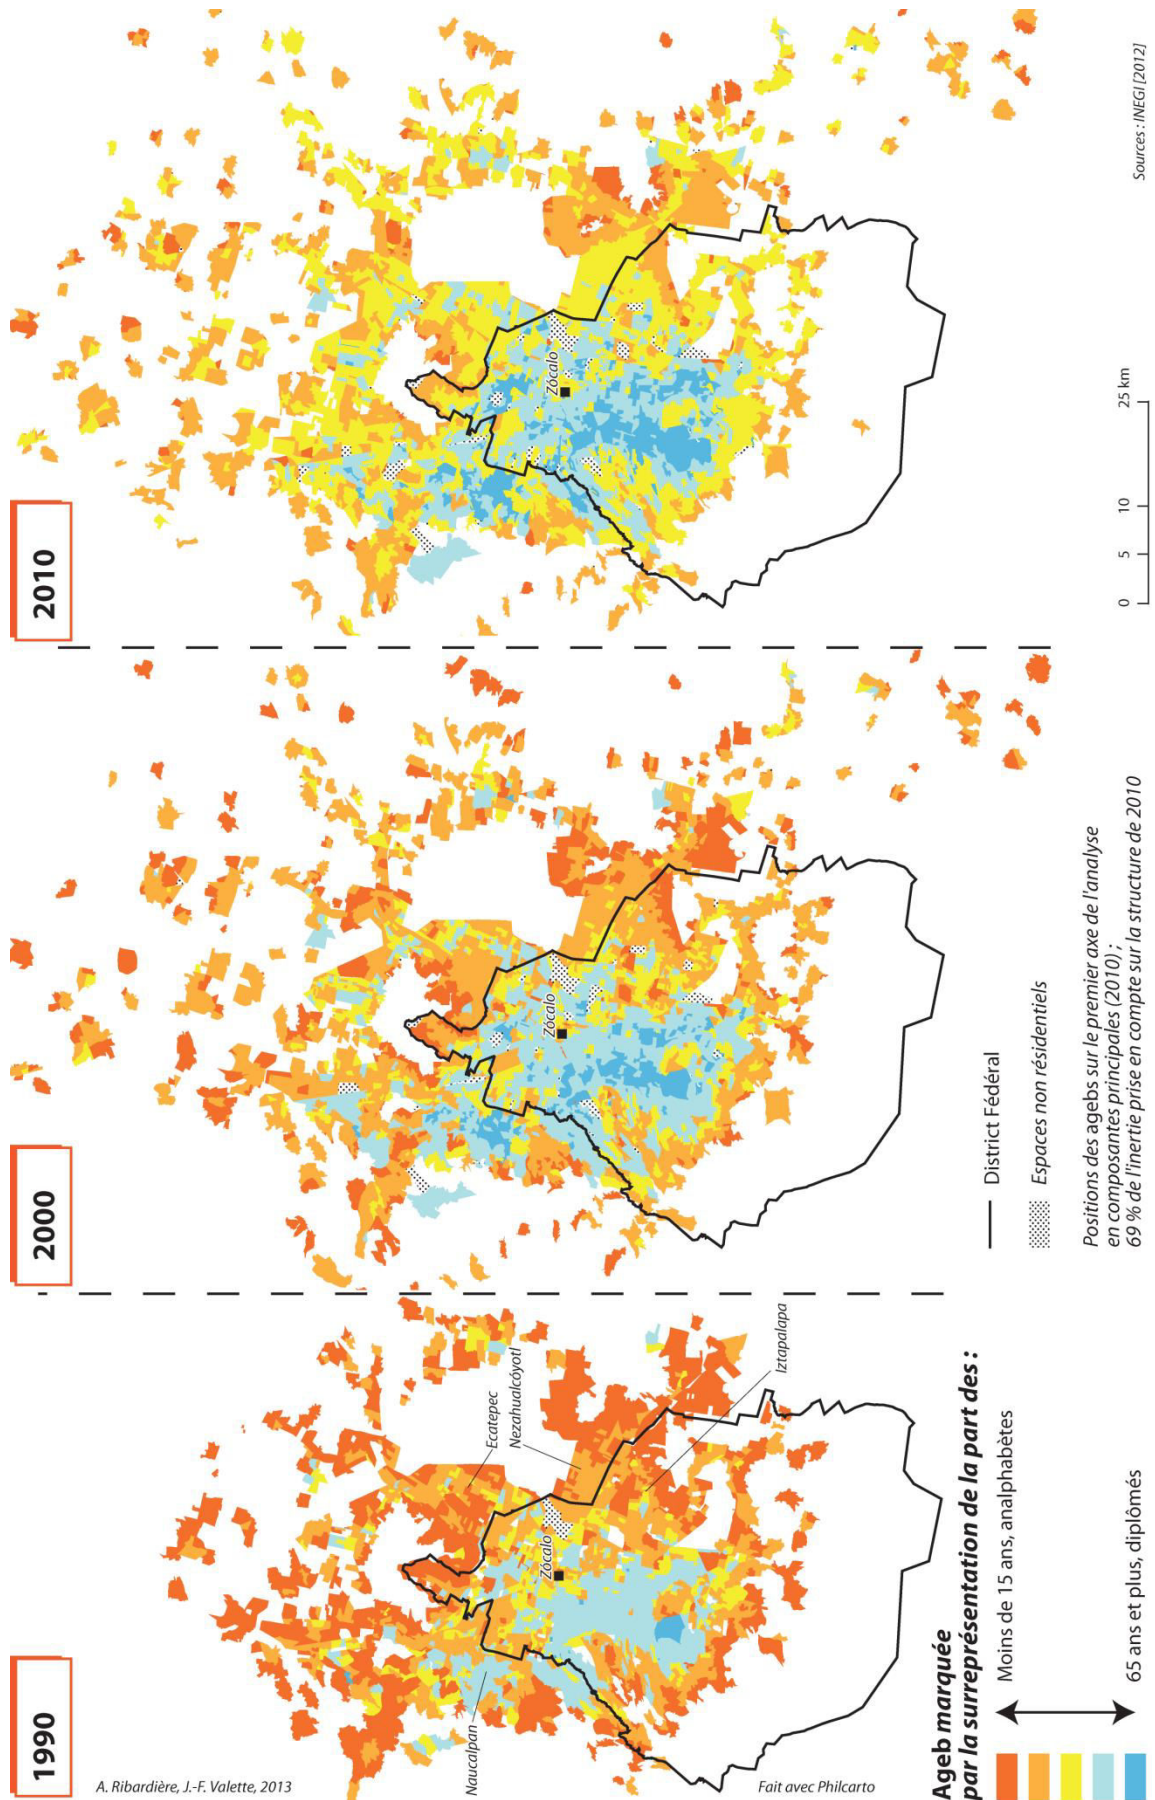 1990
Naucalpan
Ecatepec
Nezahualcóyotl
Zócalo
Iztapalapa
A. Ribardière, J.-F. Valette, 2013
Fait avec Philcarto
2000
Zócalo
2010
Zócalo
Ageb marquée
par la surreprésentation de la part des :
Moins de 15 ans, analphabètes
65 ans et plus, diplômés
District Fédéral
Espaces non résidentiels
Positions des agebs sur le premier axe de l'analyse
en composantes principales (2010) ;
69 % de l'inertie prise en compte sur la structure de 2010
0 5 10 25 km
Sources : INEGI [2012]